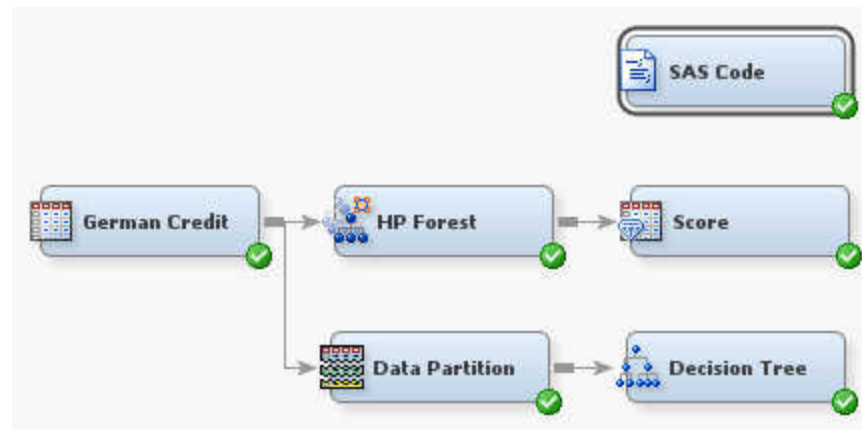 SAS Code
German Credit
HP Forest
Score
Data Partition
Decision Tree